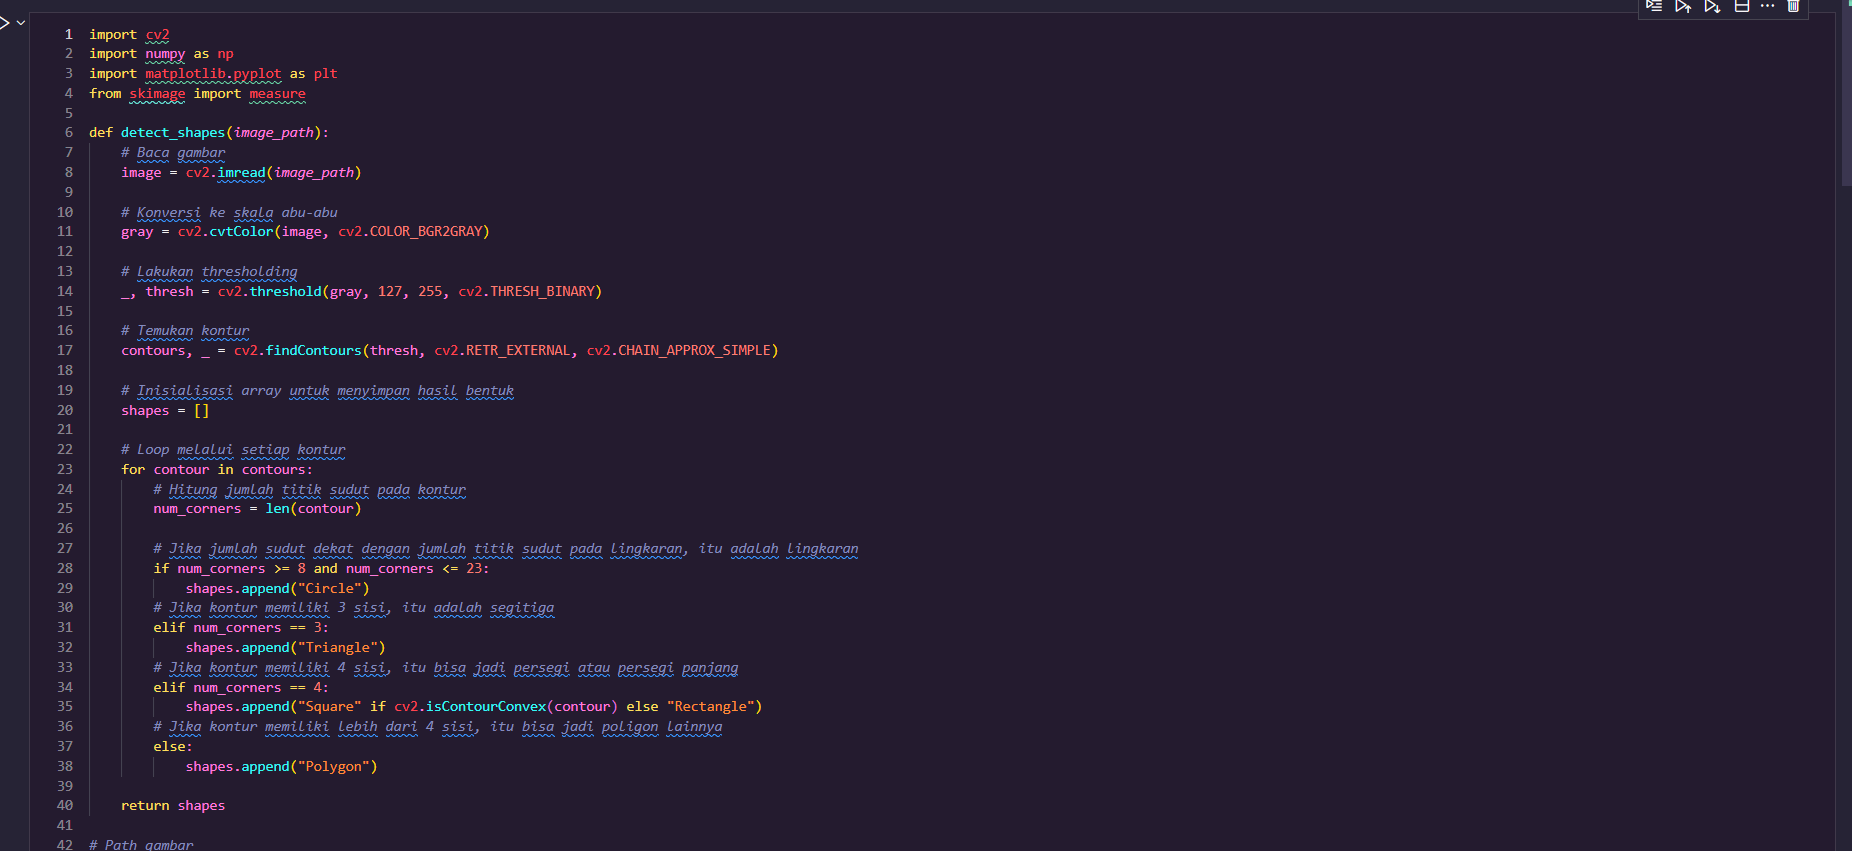 1 import cv2
2 import numpy as np
3 import matplotlib.pyplot as plt
4 from skimage import measure
5
6 def detect_shapes(image_path):
7     # Baca gambar
8     image = cv2.imread(image_path)
9
10     # Konversi ke skala abu-abu
11     gray = cv2.cvtColor(image, cv2.COLOR_BGR2GRAY)
12
13     # Lakukan thresholding
14     _, thresh = cv2.threshold(gray, 127, 255, cv2.THRESH_BINARY)
15
16     # Temukan kontur
17     contours, _ = cv2.findContours(thresh, cv2.RETR_EXTERNAL, cv2.CHAIN_APPROX_SIMPLE)
18
19     # Inisialisasi array untuk menyimpan hasil bentuk
20     shapes = []
21
22     # Loop melalui setiap kontur
23     for contour in contours:
24         # Hitung jumlah titik sudut pada kontur
25         num_corners = len(contour)
26
27         # Jika jumlah sudut dekat dengan jumlah titik sudut pada lingkaran, itu adalah lingkaran
28         if num_corners >= 8 and num_corners <= 23:
29             shapes.append("Circle")
30         # Jika kontur memiliki 3 sisi, itu adalah segitiga
31         elif num_corners == 3:
32             shapes.append("Triangle")
33         # Jika kontur memiliki 4 sisi, itu bisa jadi persegi atau persegi panjang
34         elif num_corners == 4:
35             shapes.append("Square" if cv2.isContourConvex(contour) else "Rectangle")
36         # Jika kontur memiliki lebih dari 4 sisi, itu bisa jadi poligon lainnya
37         else:
38             shapes.append("Polygon")
39
40     return shapes
41
42 # Path gambar